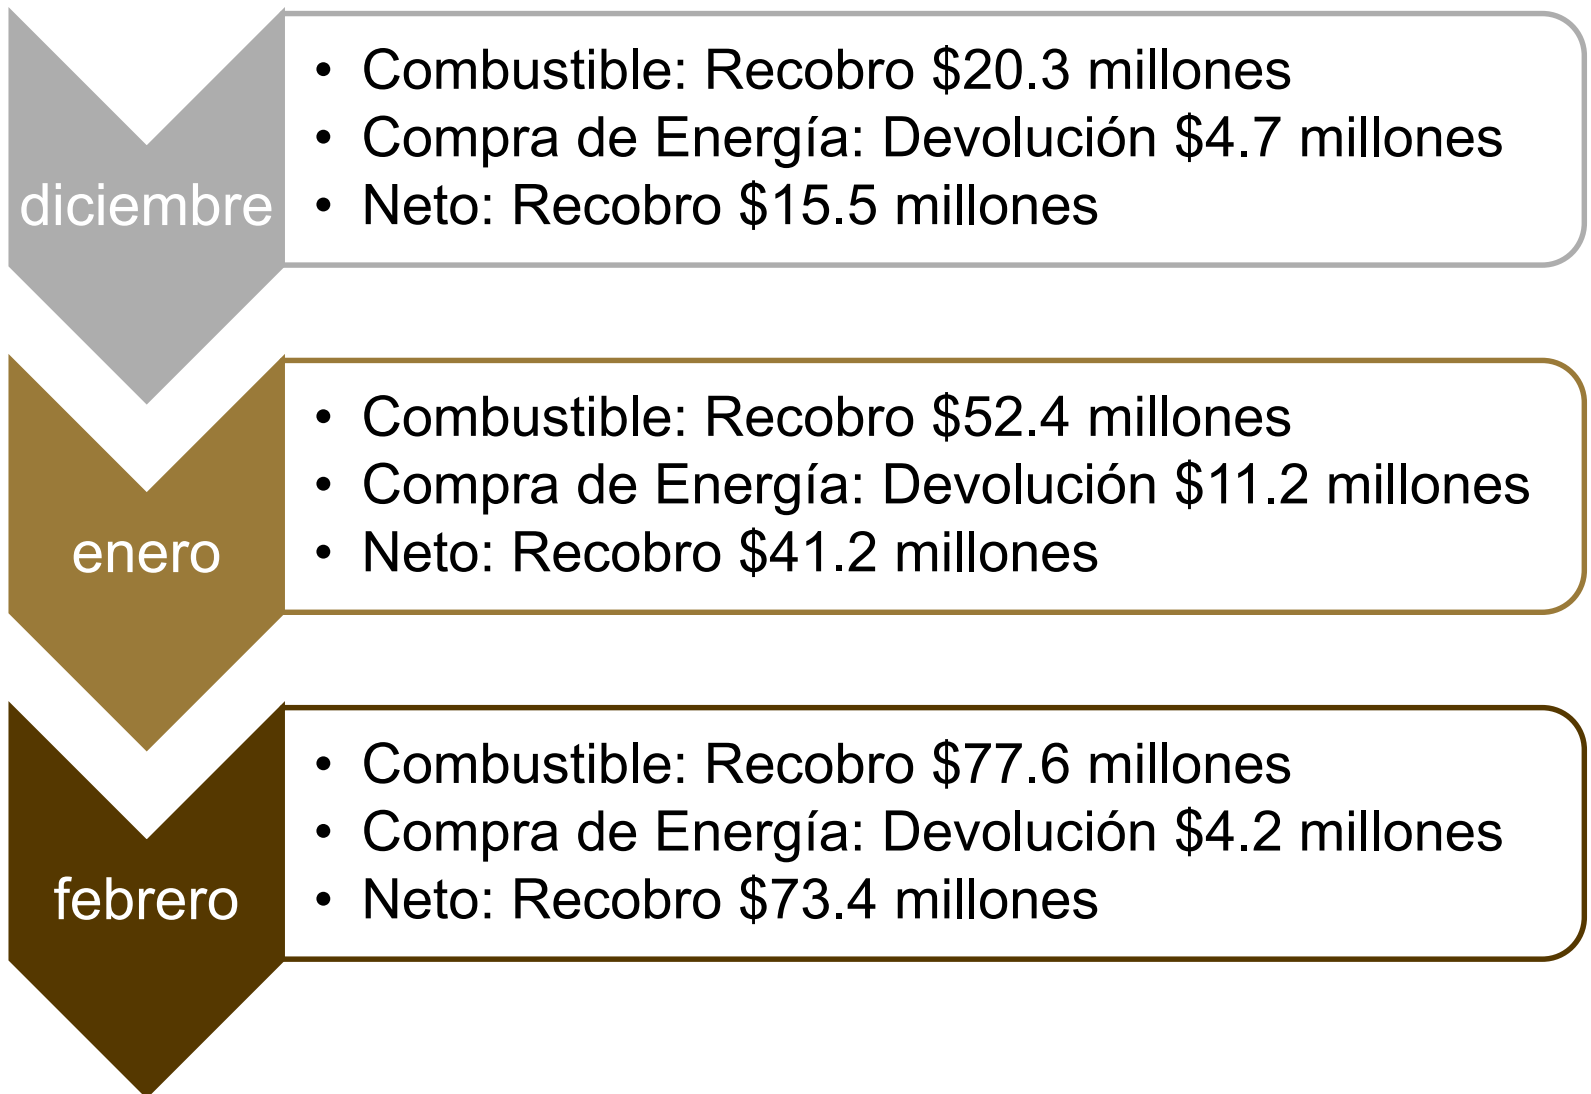 diciembre
• Combustible: Recobro $20.3 millones
• Compra de Energía: Devolución $4.7 millones
• Neto: Recobro $15.5 millones
enero
• Combustible: Recobro $52.4 millones
• Compra de Energía: Devolución $11.2 millones
• Neto: Recobro $41.2 millones
febrero
• Combustible: Recobro $77.6 millones
• Compra de Energía: Devolución $4.2 millones
• Neto: Recobro $73.4 millones